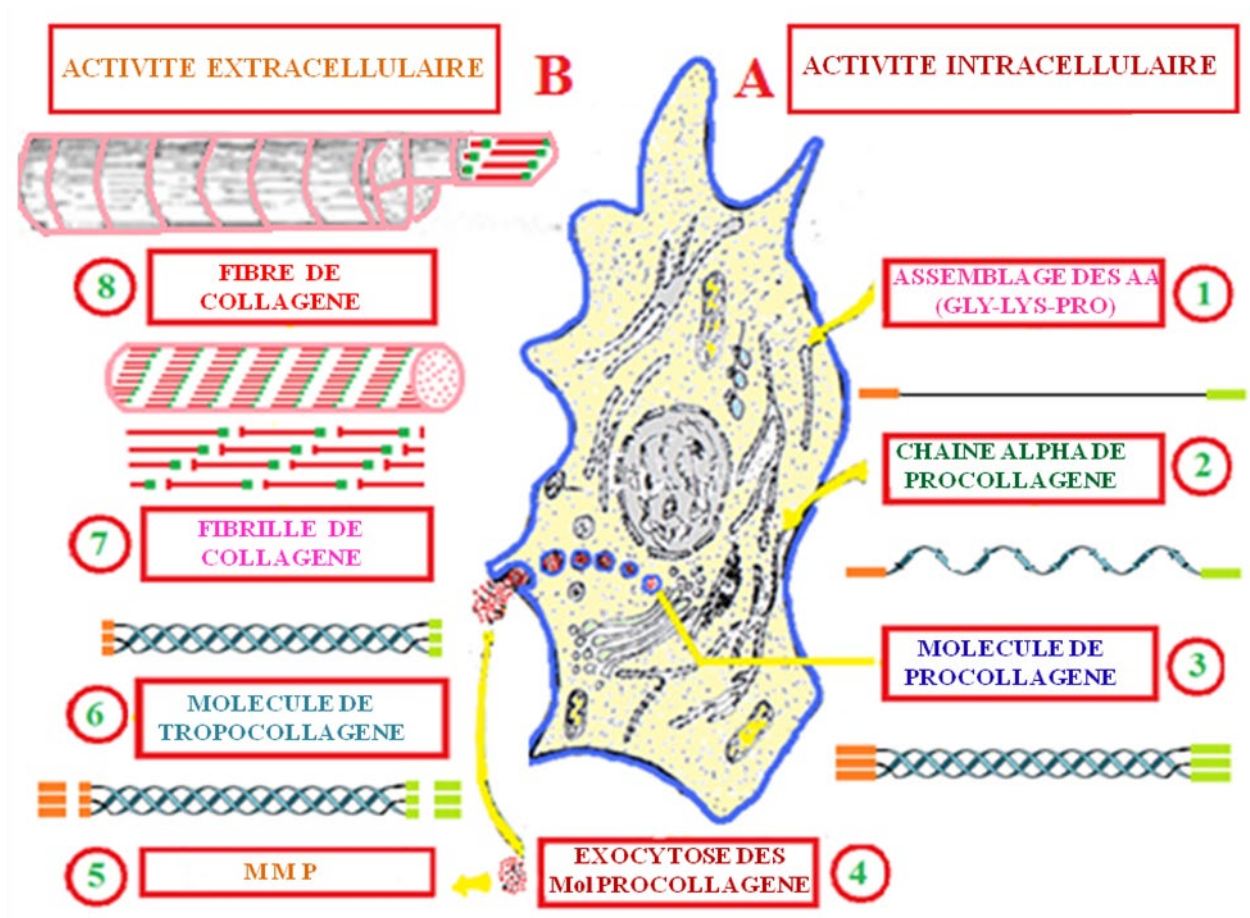 ACTIVITE EXTRACELLULAIRE
B
A
ACTIVITE INTRACELLULAIRE
ASSEMBLAGE DES AA
(GLY-LYS-PRO)
1
CHAINE ALPHA DE
PROCOLLAGENE
2
MOLECULE DE
PROCOLLAGENE
3
EXOCYTOSE DES
Mol PROCOLLAGENE
4
5
M M P
6
MOLECULE DE
TROPOCOLLAGENE
7
FIBRILLE DE
COLLAGENE
8
FIBRE DE
COLLAGENE